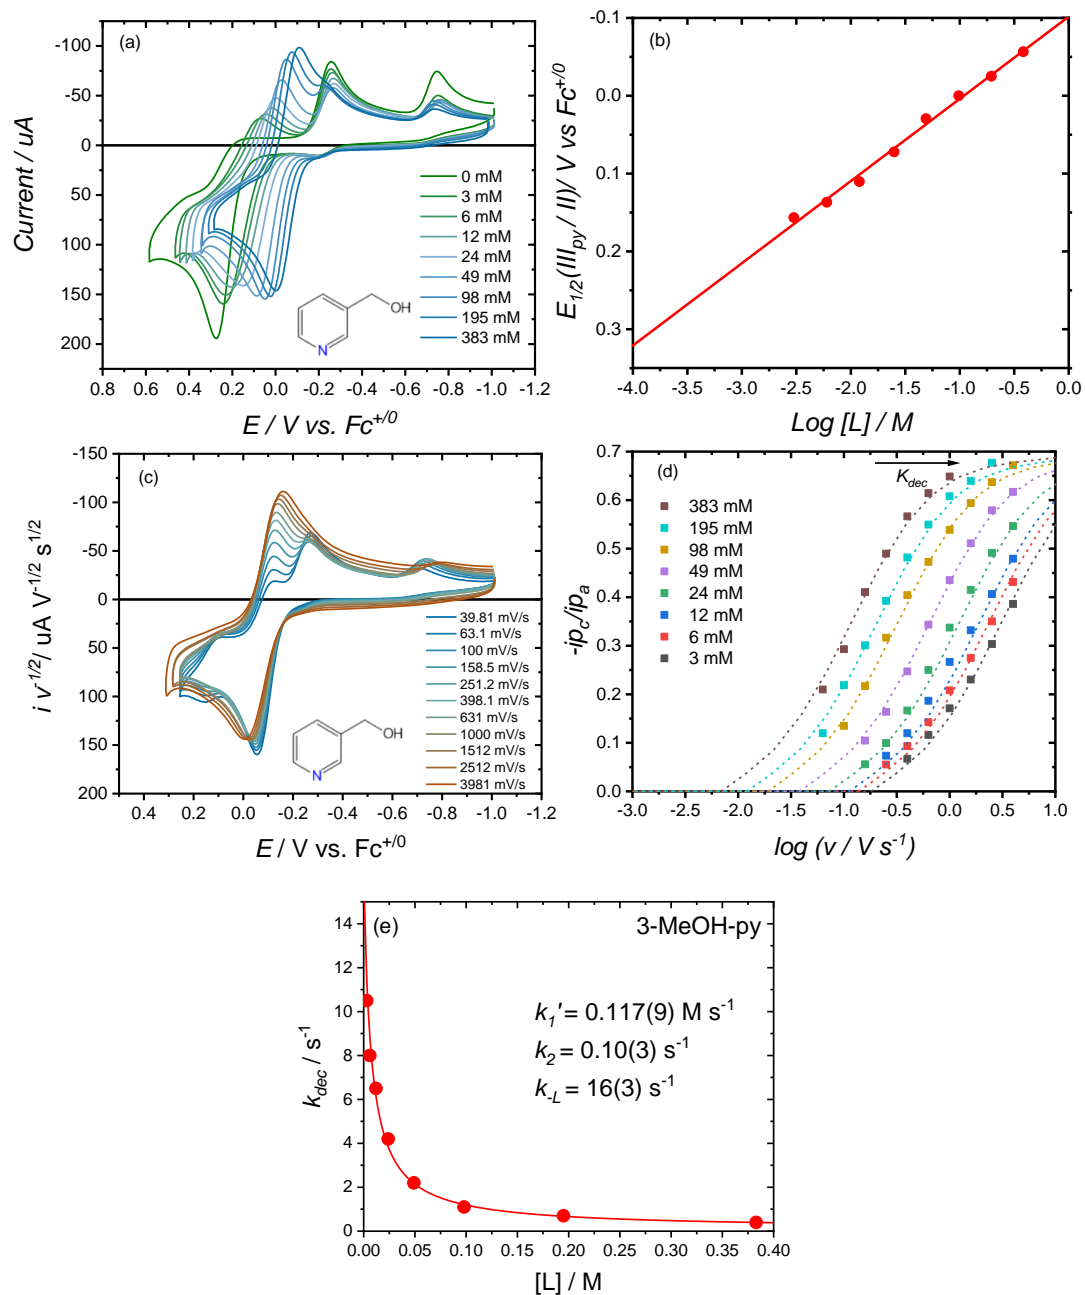 (a)
Current / uA
-100
-50
0
50
100
150
200
0 mM
3 mM
6 mM
12 mM
24 mM
49 mM
98 mM
195 mM
383 mM
OH
N
0.8 0.6 0.4 0.2 0.0 -0.2 -0.4 -0.6 -0.8 -1.0 -1.2
E / V vs. Fc+/0
(b)
E1/2(IIIpy / II)/ V vs Fc+/0
-0.1
0.0
0.1
0.2
0.3
-4.0 -3.5 -3.0 -2.5 -2.0 -1.5 -1.0 -0.5 0.0
Log [L] / M
(c)
i v-1/2/ uA V-1/2 s1/2
-150
-100
-50
0
50
100
150
200
39.81 mV/s
63.1 mV/s
100 mV/s
158.5 mV/s
251.2 mV/s
398.1 mV/s
631 mV/s
1000 mV/s
1512 mV/s
2512 mV/s
3981 mV/s
OH
N
0.6 0.4 0.2 0.0 -0.2 -0.4 -0.6 -0.8 -1.0 -1.2
E / V vs. Fc+/0
(d)
Kdec
-ipc/ipa
0.7
0.6
0.5
0.4
0.3
0.2
0.1
0.0
383 mM
195 mM
98 mM
49 mM
24 mM
12 mM
6 mM
3 mM
-3.0 -2.5 -2.0 -1.5 -1.0 -0.5 0.0 0.5 1.0
log (v / V s-1)
(e)
3-MeOH-py
kdec / s-1
14
12
10
8
6
4
2
0
k1'= 0.117(9) M s-1
k2 = 0.10(3) s-1
k-L = 16(3) s-1
0.00 0.05 0.10 0.15 0.20 0.25 0.30 0.35 0.40
[L] / M